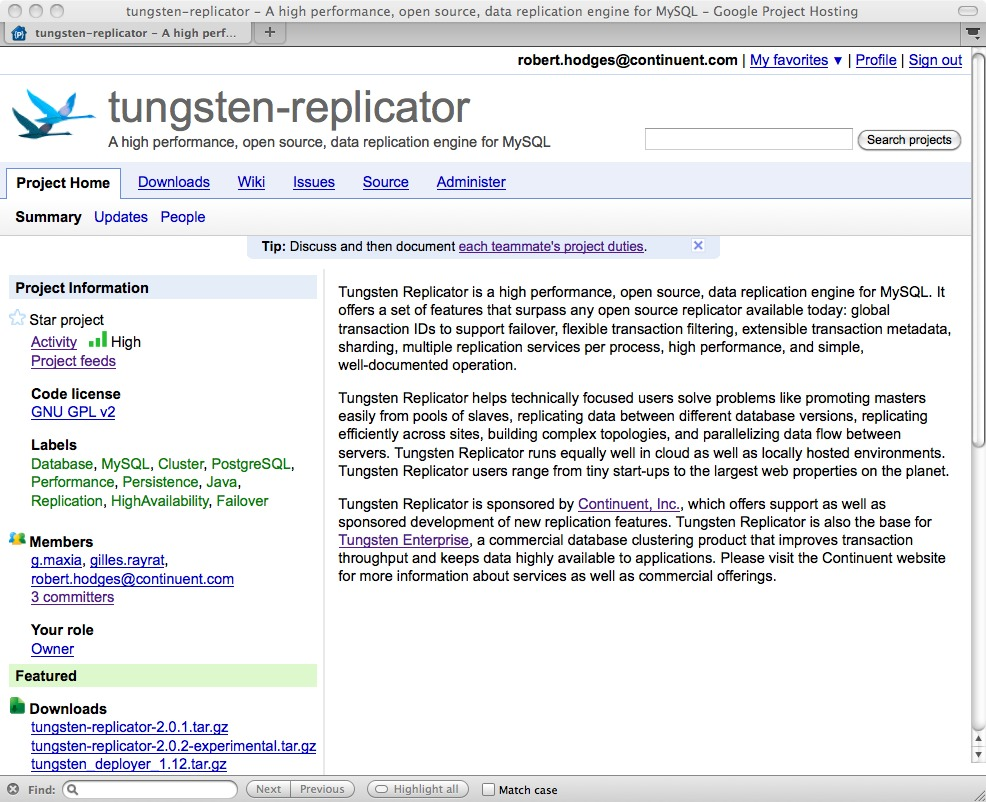 tungsten-replicator – A high performance, open source, data replication engine for MySQL – Google Project Hosting
tungsten-replicator – A high perf...
+
robert.hodges@continuent.com | My favorites ▼ | Profile | Sign out
tungsten-replicator
A high performance, open source, data replication engine for MySQL
Search projects
Project Home Downloads Wiki Issues Source Administer
Summary Updates People
Tip: Discuss and then document each teammate's project duties.
Project Information
Star project
Activity High
Project feeds
Code license
GNU GPL v2
Labels
Database, MySQL, Cluster, PostgreSQL,
Performance, Persistence, Java,
Replication, HighAvailability, Failover
Members
g.maxia, gilles.rayrat,
robert.hodges@continuent.com
3 committers
Your role
Owner
Featured
Downloads
tungsten-replicator-2.0.1.tar.gz
tungsten-replicator-2.0.2-experimental.tar.gz
tungsten_deployer_1.12.tar.gz
Tungsten Replicator is a high performance, open source, data replication engine for MySQL. It
offers a set of features that surpass any open source replicator available today: global
transaction IDs to support failover, flexible transaction filtering, extensible transaction metadata,
sharding, multiple replication services per process, high performance, and simple,
well-documented operation.
Tungsten Replicator helps technically focused users solve problems like promoting masters
easily from pools of slaves, replicating data between different database versions, replicating
efficiently across sites, building complex topologies, and parallelizing data flow between
servers. Tungsten Replicator runs equally well in cloud as well as locally hosted environments.
Tungsten Replicator users range from tiny start-ups to the largest web properties on the planet.
Tungsten Replicator is sponsored by Continuent, Inc., which offers support as well as
sponsored development of new replication features. Tungsten Replicator is also the base for
Tungsten Enterprise, a commercial database clustering product that improves transaction
throughput and keeps data highly available to applications. Please visit the Continuent website
for more information about services as well as commercial offerings.
Find: Next Previous Highlight all Match case